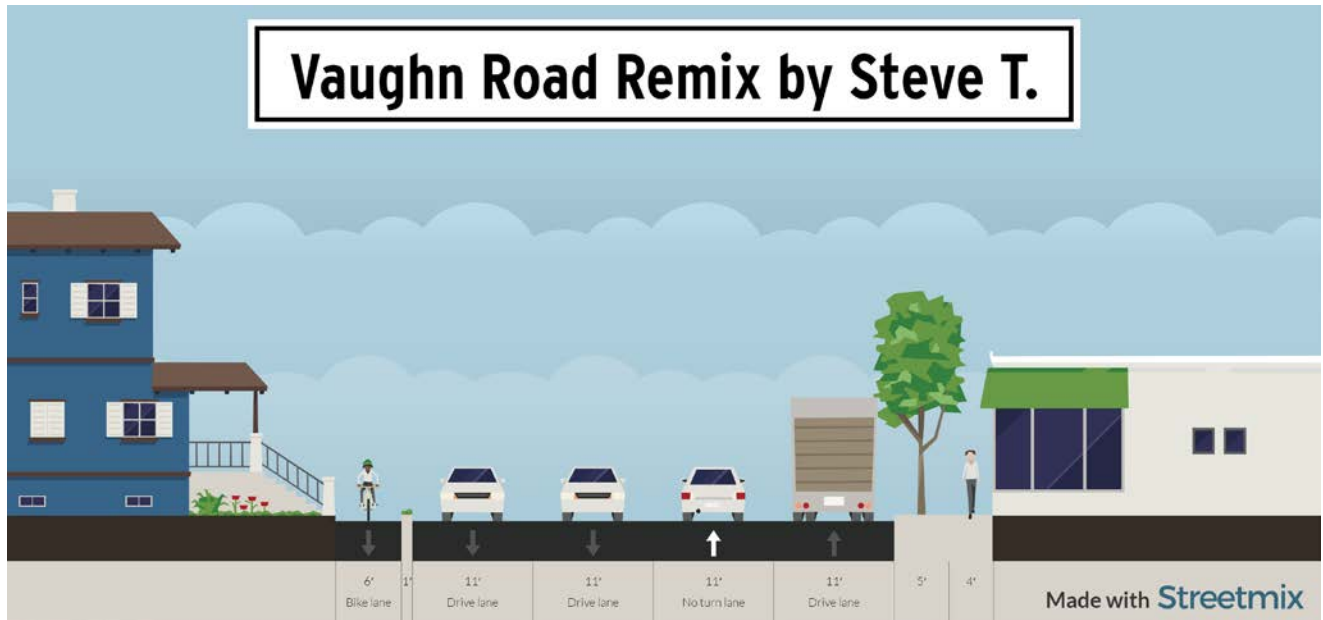 Vaughn Road Remix by Steve T.
6' 1' 11' 11' 11' 11' 5' 4'
Bike lane Drive lane Drive lane No turn lane Drive lane
Made with Streetmix